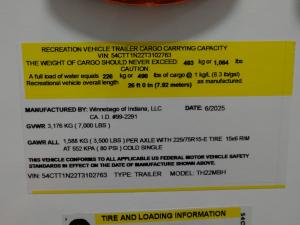 RECREATION VEHICLE TRAILER CARGO CARRYING CAPACITY
VIN: 54CTT1N22T3102763
THE WEIGHT OF CARGO SHOULD NEVER EXCEED: 483 kg or 1,064 lbs
CAUTION
A full load of water equals 226 kg or 498 lbs of cargo @ 1 kg/L (8.3 lb/gal)
Recreational vehicle overall length 26 ft 0 in (7.92 meters) as manufactured.
MANUFACTURED BY: Winnebago of Indiana, LLC DATE: 6/2025
CA. I.D. #99-2291
GVWR 3,176 KG ( 7,000 LBS )
GAWR ALL 1,588 KG ( 3,500 LBS ) PER AXLE WITH 225/75R15-E TIRE 15x6 RIM
AT 552 KPA ( 80 PSI ) COLD SINGLE
THIS VEHICLE CONFORMS TO ALL APPLICABLE US FEDERAL MOTOR VEHICLE SAFETY
STANDARDS IN EFFECT ON THE DATE OF MANUFACTURE SHOWN ABOVE.
VIN: 54CTT1N22T3102763 TYPE: TRAILER MODEL: TH22MBH
TIRE AND LOADING INFORMATION